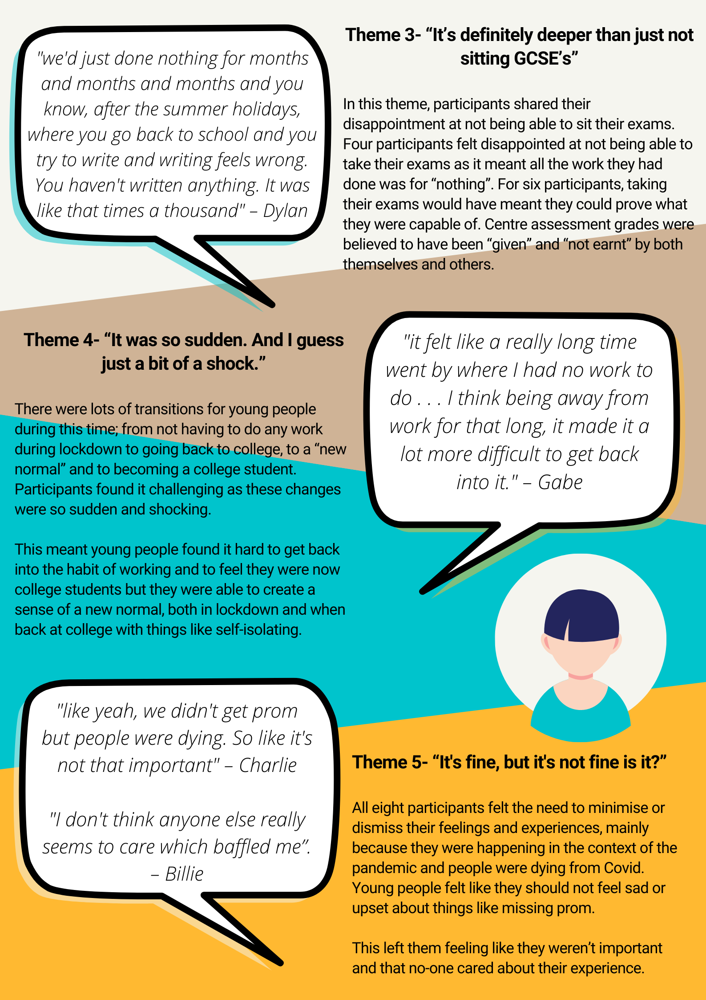 "we'd just done nothing for months
and months and months and you
know, after the summer holidays,
where you go back to school and you
try to write and writing feels wrong.
You haven't written anything. It was
like that times a thousand" – Dylan
Theme 3- “It’s definitely deeper than just not
sitting GCSE’s”
In this theme, participants shared their
disappointment at not being able to sit their exams.
Four participants felt disappointed at not being able to
take their exams as it meant all the work they had
done was for “nothing”. For six participants, taking
their exams would have meant they could prove what
they were capable of. Centre assessment grades were
believed to have been “given” and “not earnt” by both
themselves and others.
Theme 4- “It was so sudden. And I guess
just a bit of a shock.”
There were lots of transitions for young people
during this time; from not having to do any work
during lockdown to going back to college, to a “new
normal” and to becoming a college student.
Participants found it challenging as these changes
were so sudden and shocking.
This meant young people found it hard to get back
into the habit of working and to feel they were now
college students but they were able to create a
sense of a new normal, both in lockdown and when
back at college with things like self-isolating.
"it felt like a really long time
went by where I had no work to
do . . . I think being away from
work for that long, it made it a
lot more difficult to get back
into it." – Gabe
"like yeah, we didn't get prom
but people were dying. So like it's
not that important" – Charlie
"I don't think anyone else really
seems to care which baffled me”.
– Billie
Theme 5- “It's fine, but it's not fine is it?”
All eight participants felt the need to minimise or
dismiss their feelings and experiences, mainly
because they were happening in the context of the
pandemic and people were dying from Covid.
Young people felt like they should not feel sad or
upset about things like missing prom.
This left them feeling like they weren’t important
and that no-one cared about their experience.